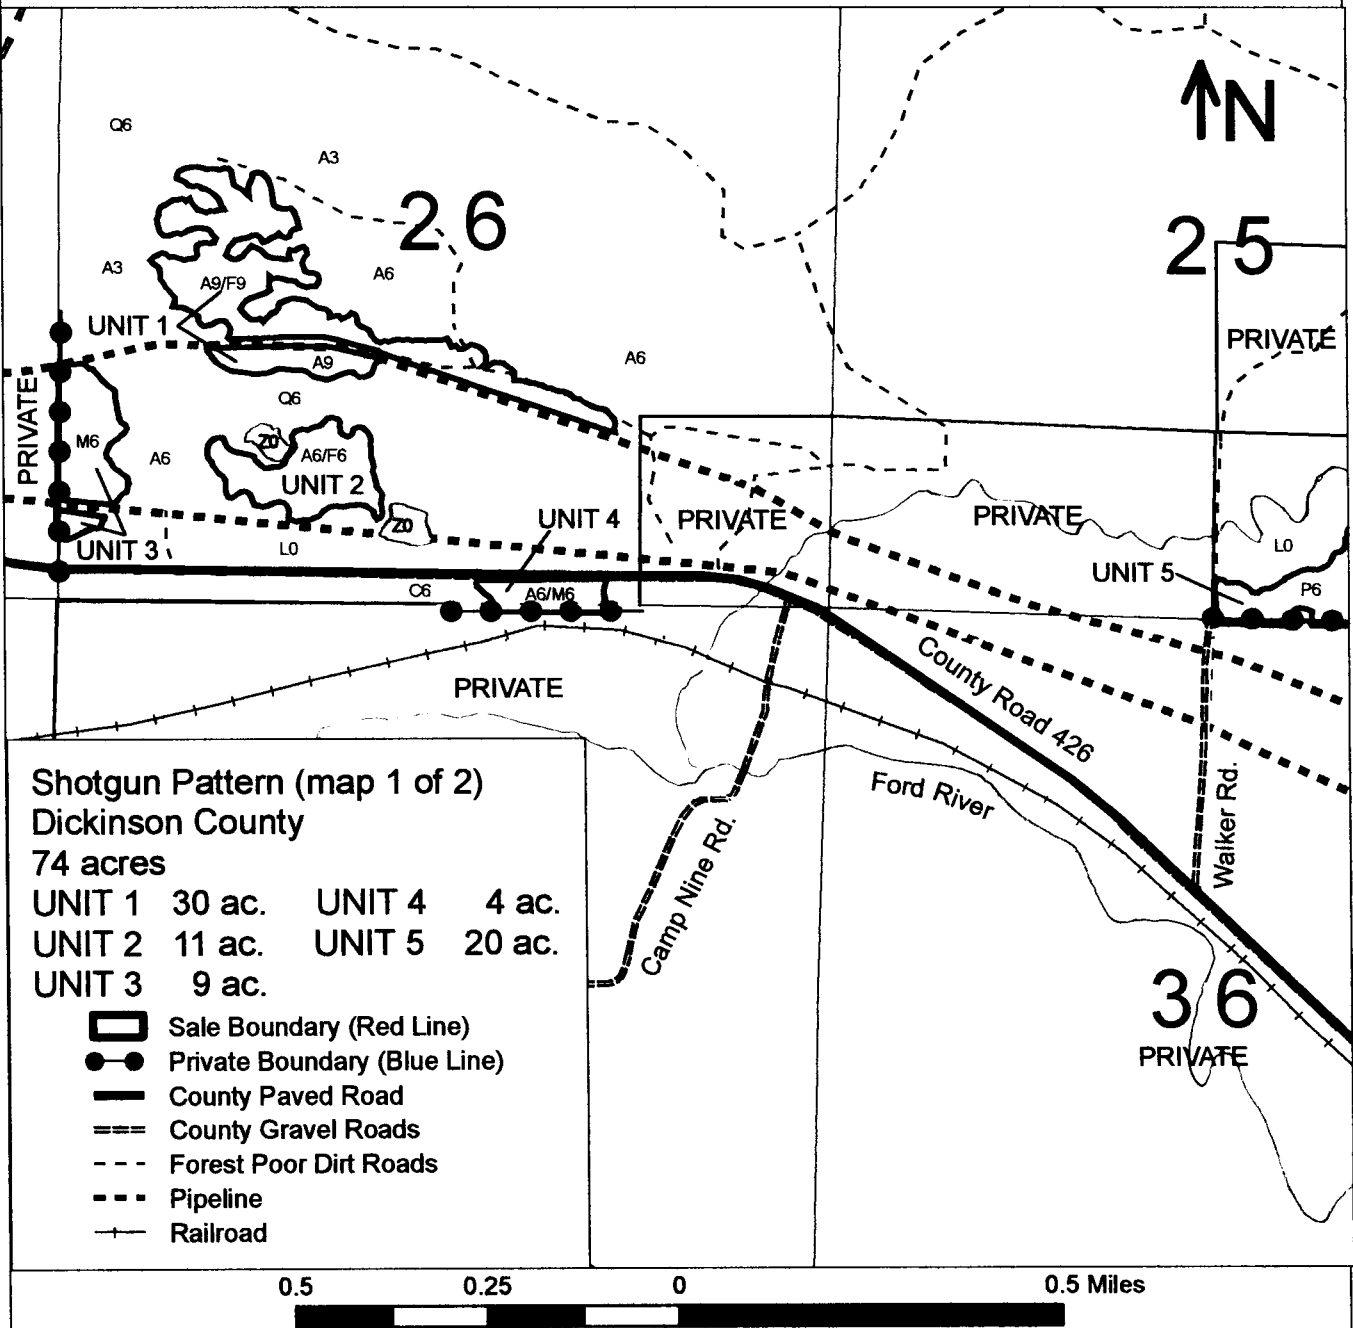 N
Q6
A3
26
25
A3
A6
A9/F9
UNIT 1
PRIVATE
A6
A9
PRIVATE
Q6
M6
A6
Z0
A6/F6
UNIT 2
Z0
UNIT 4
PRIVATE
PRIVATE
UNIT 3
L0
L0
UNIT 5
C6
A6/M6
P6
County Road 426
PRIVATE
Ford River
Walker Rd.
Camp Nine Rd.
36
PRIVATE
Shotgun Pattern (map 1 of 2)
Dickinson County
74 acres
UNIT 1 30 ac. UNIT 4 4 ac.
UNIT 2 11 ac. UNIT 5 20 ac.
UNIT 3 9 ac.
Sale Boundary (Red Line)
Private Boundary (Blue Line)
County Paved Road
County Gravel Roads
Forest Poor Dirt Roads
Pipeline
Railroad
0.5 0.25 0 0.5 Miles